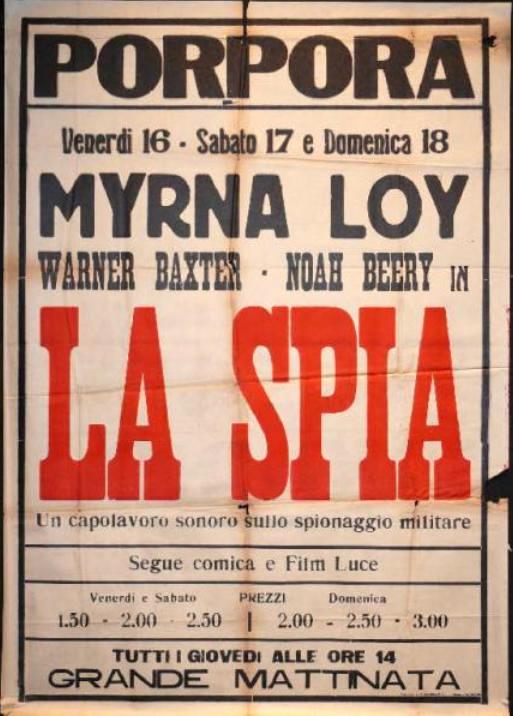 PORPORA
Venerdi 16 - Sabato 17 e Domenica 18
MYRNA LOY
WARNER BAXTER · NOAH BEERY IN
LA SPIA
Un capolavoro sonoro sullo spionaggio militare
Segue comica e Film Luce
Venerdi e Sabato PREZZI Domenica
1.50 - 2.00 - 2.50 | 2.00 - 2.50 - 3.00
TUTTI I GIOVEDI ALLE ORE 14
GRANDE MATTINATA